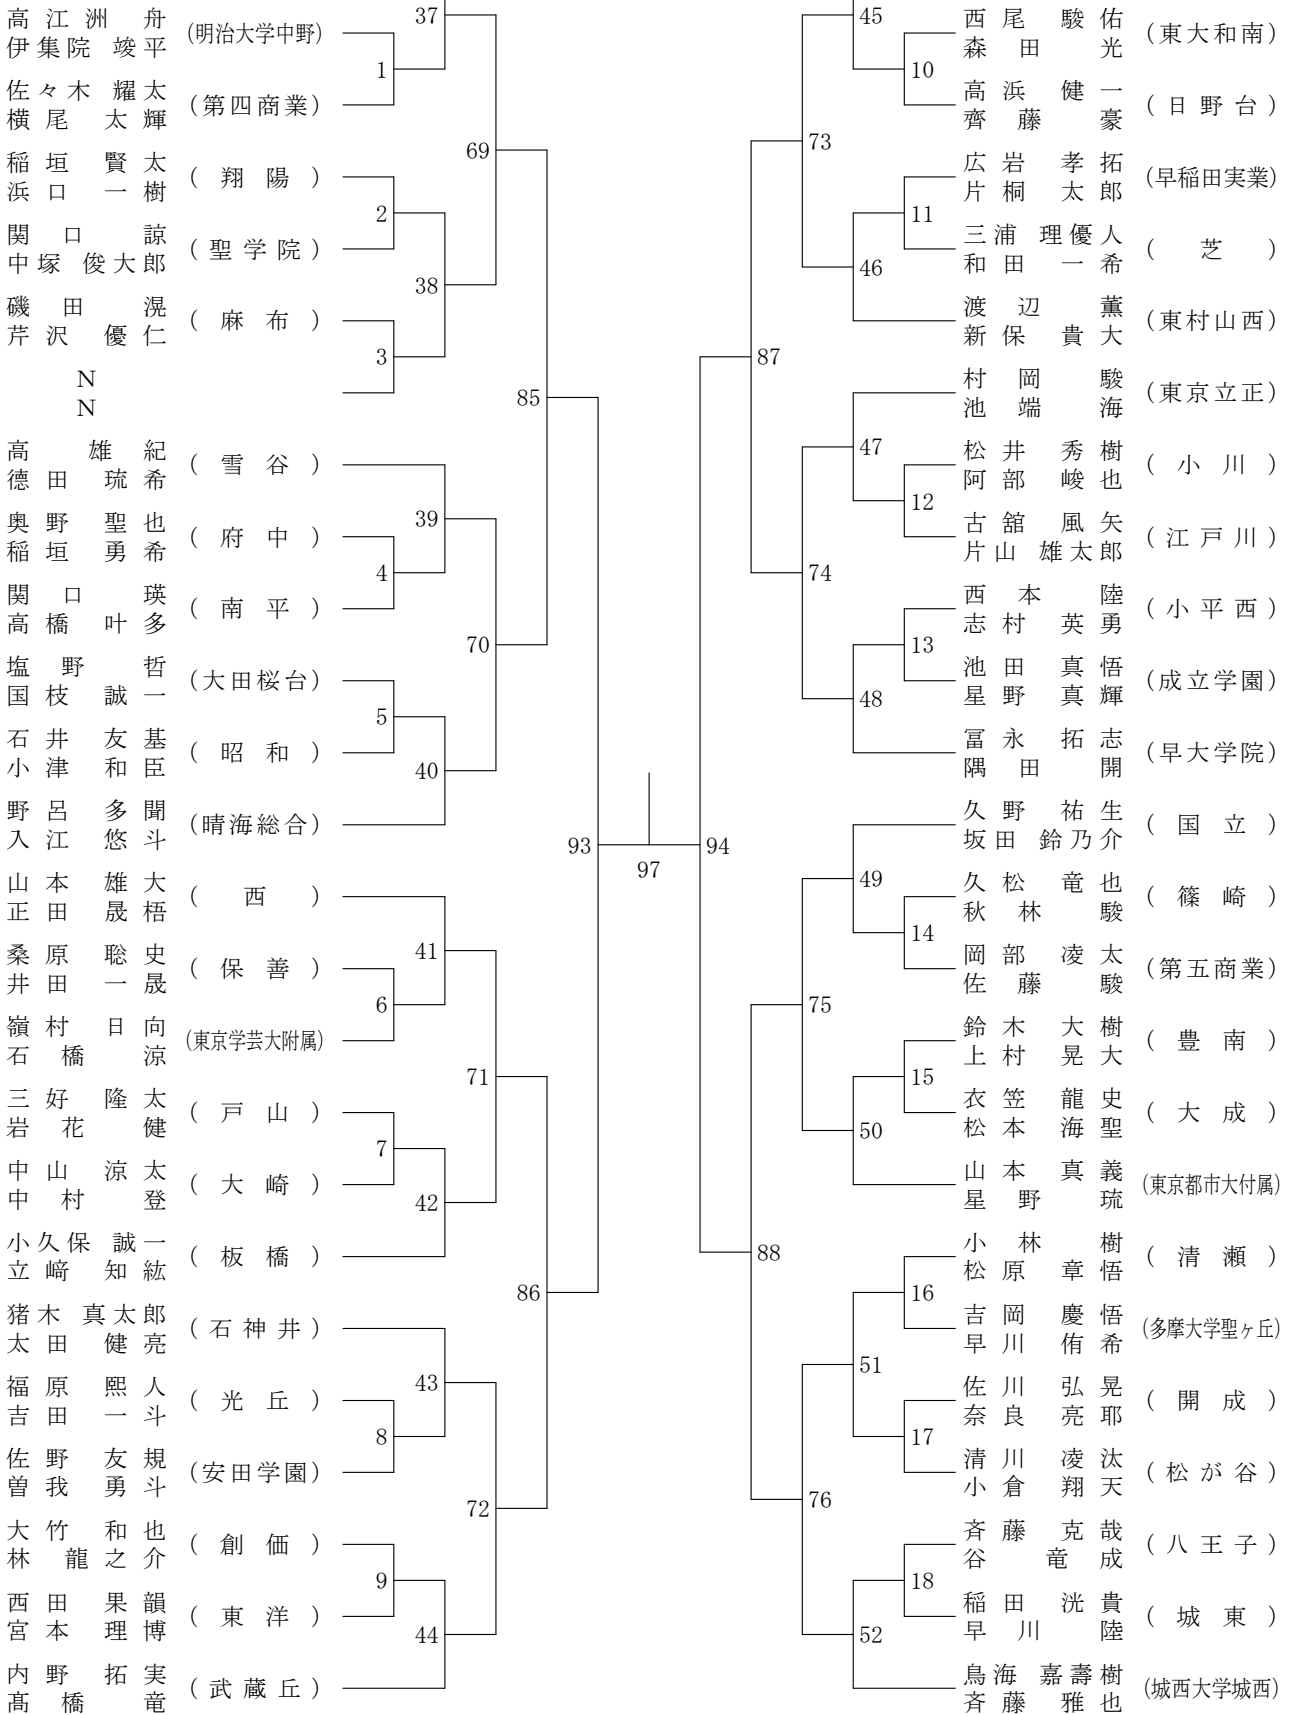 高江洲 舟
伊集院 竣平
(明治大学中野)
佐々木 耀太
横尾 太輝
(第四商業)
稲垣 賢太
浜口 一樹
(翔陽)
関口 諒
中塚 俊大郎
(聖学院)
磯田 滉
芹沢 優仁
(麻布)
N
N
高 雄紀
德田 琉希
(雪谷)
奥野 聖也
稲垣 勇希
(府中)
関口 瑛
高橋 叶多
(南平)
塩野 哲
国枝 誠一
(大田桜台)
石井 友基
小津 和臣
(昭和)
野呂 多聞
入江 悠斗
(晴海総合)
山本 雄大
正田 晟梧
(西)
桑原 聡史
井田 一晟
(保善)
嶺村 日向
石橋 涼
(東京学芸大附属)
三好 隆太
岩花 健
(戸山)
中山 涼太
中村 登
(大崎)
小久保 誠一
立﨑 知紘
(板橋)
猪木 真太郎
太田 健亮
(石神井)
福原 熙人
吉田 一斗
(光丘)
佐野 友規
曽我 勇斗
(安田学園)
大竹 和也
林 龍之介
(創価)
西田 果韻
宮本 理博
(東洋)
内野 拓実
髙橋 竜
(武蔵丘)
1
2
3
4
5
6
7
8
9
37
38
39
40
41
42
43
44
69
70
71
72
85
86
93
97
94
87
88
73
74
75
76
45
46
47
48
49
50
51
52
10
11
12
13
14
15
16
17
18
西尾 駿佑
森田 光
(東大和南)
高浜 健一
齊藤 豪
(日野台)
広岩 孝拓
片桐 太郎
(早稲田実業)
三浦 理優人
和田 一希
(芝)
渡辺 薫
新保 貴大
(東村山西)
村岡 駿
池端 海
(東京立正)
松井 秀樹
阿部 峻也
(小川)
古舘 風矢
片山 雄太郎
(江戸川)
西本 陸
志村 英勇
(小平西)
池田 真悟
星野 真輝
(成立学園)
冨永 拓志
隅田 開
(早大学院)
久野 祐生
坂田 鈴乃介
(国立)
久松 竜也
秋林 駿
(篠崎)
岡部 凌太
佐藤 駿
(第五商業)
鈴木 大樹
上村 晃大
(豊南)
衣笠 龍史
松本 海聖
(大成)
山本 真義
星野 琉
(東京都市大付属)
小林 樹
松原 章悟
(清瀬)
吉岡 慶悟
早川 侑希
(多摩大学聖ヶ丘)
佐川 弘晃
奈良 亮耶
(開成)
清川 凌汰
小倉 翔天
(松が谷)
斉藤 克哉
谷 竜成
(八王子)
稲田 洸貴
早川 陸
(城東)
鳥海 嘉壽樹
斉藤 雅也
(城西大学城西)